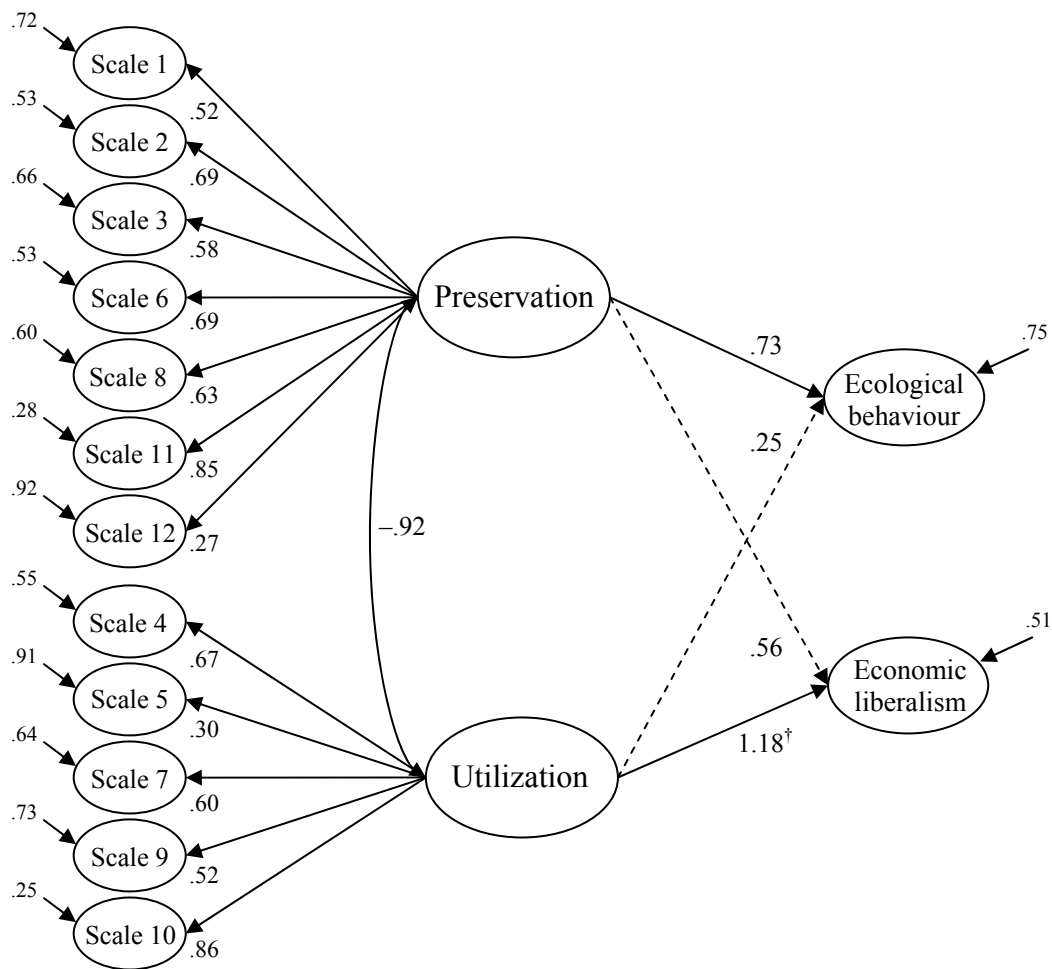 .72
Scale 1
.52
.53
Scale 2
.69
.66
Scale 3
.58
.53
Scale 6
.69
.60
Scale 8
.63
.28
Scale 11
.85
.92
Scale 12
.27
.55
Scale 4
.67
.91
Scale 5
.30
.64
Scale 7
.60
.73
Scale 9
.52
.25
Scale 10
.86
Preservation
–.92
Utilization
.73
.25
.56
1.18†
.75
Ecological
behaviour
.51
Economic
liberalism